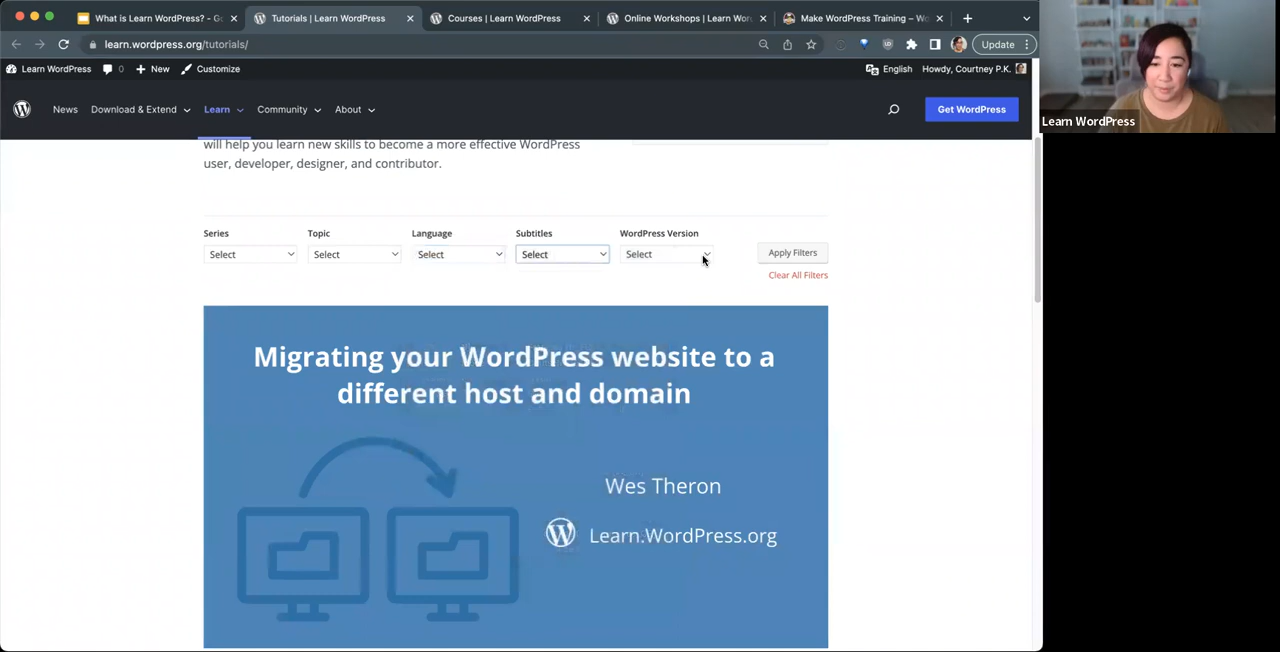 What is Learn WordPress? - Go
Tutorials | Learn WordPress
Courses | Learn WordPress
Online Workshops | Learn Wor
Make WordPress Training – Wo
learn.wordpress.org/tutorials/
Update
Learn WordPress 0 New Customize English Howdy, Courtney P.K.
News Download & Extend Learn Community About Get WordPress
Learn WordPress
will help you learn new skills to become a more effective WordPress
user, developer, designer, and contributor.
Series Topic Language Subtitles WordPress Version
Select Select Select Select Select Apply Filters
Clear All Filters
Migrating your WordPress website to a
different host and domain
Wes Theron
Learn.WordPress.org